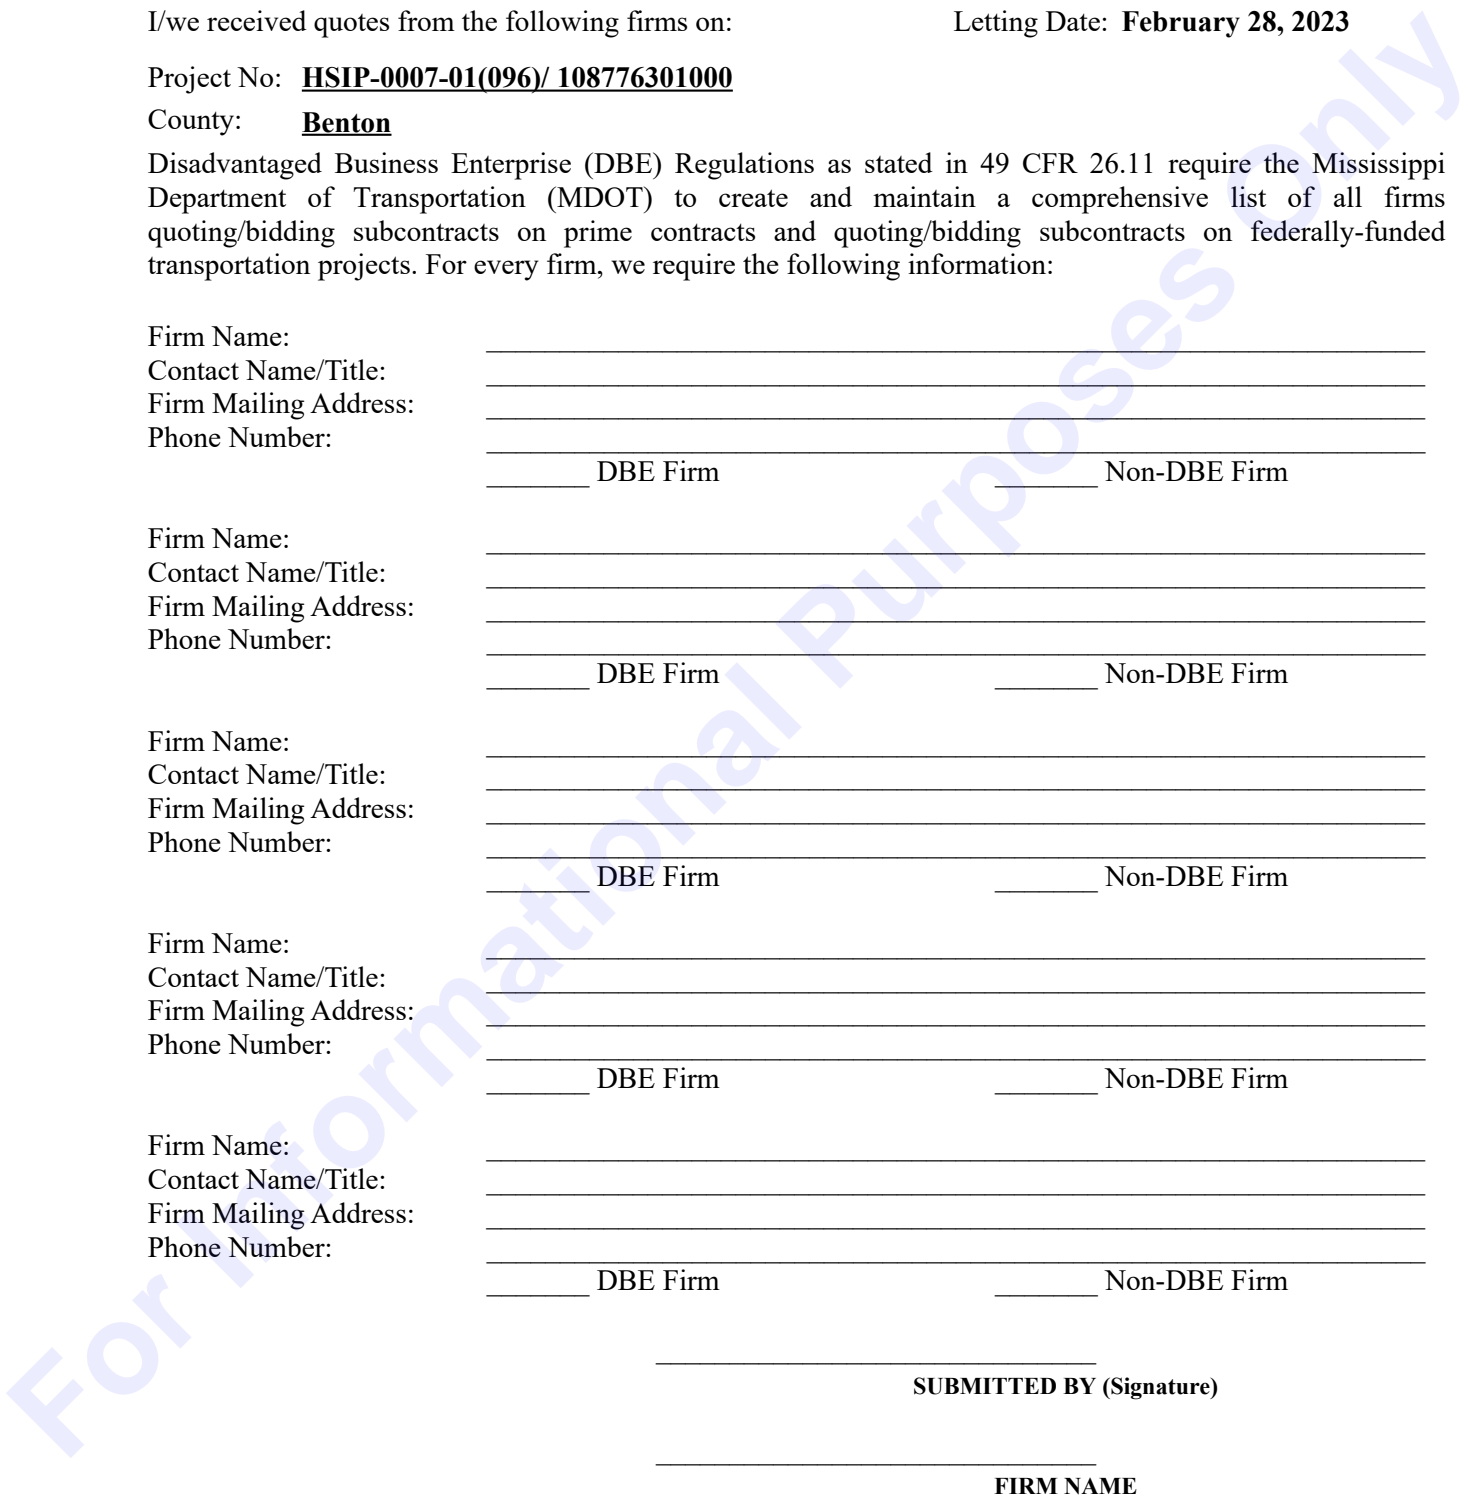 I/we received quotes from the following firms on: Letting Date: February 28, 2023
Project No: HSIP-0007-01(096)/ 108776301000
County: Benton
Disadvantaged Business Enterprise (DBE) Regulations as stated in 49 CFR 26.11 require the Mississippi
Department of Transportation (MDOT) to create and maintain a comprehensive list of all firms
quoting/bidding subcontracts on prime contracts and quoting/bidding subcontracts on federally-funded
transportation projects. For every firm, we require the following information:
Firm Name:
Contact Name/Title:
Firm Mailing Address:
Phone Number:
DBE Firm Non-DBE Firm
Firm Name:
Contact Name/Title:
Firm Mailing Address:
Phone Number:
DBE Firm Non-DBE Firm
Firm Name:
Contact Name/Title:
Firm Mailing Address:
Phone Number:
DBE Firm Non-DBE Firm
Firm Name:
Contact Name/Title:
Firm Mailing Address:
Phone Number:
DBE Firm Non-DBE Firm
Firm Name:
Contact Name/Title:
Firm Mailing Address:
Phone Number:
DBE Firm Non-DBE Firm
SUBMITTED BY (Signature)
FIRM NAME
For Informational Purposes Only